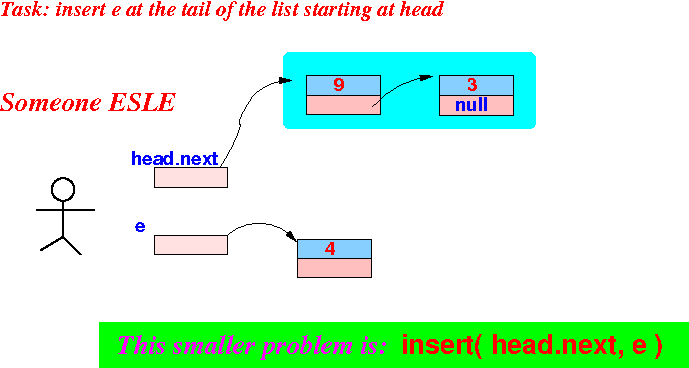 Task: insert e at the tail of the list starting at head
9
3
Someone ESLE
null
head.next
e
4
This smaller problem is: insert( head.next, e )